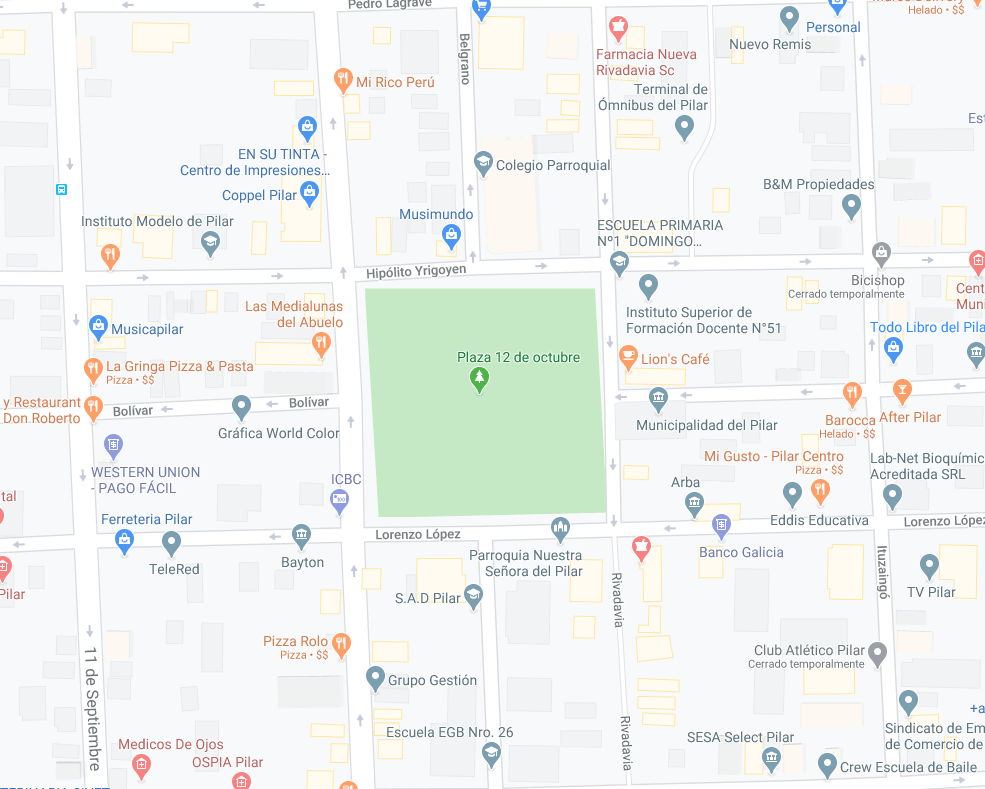 Pedro Lagrave
Helado • $$
Personal
Nuevo Remis
Belgrano
Farmacia Nueva
Rivadavia Sc
Mi Rico Perú
Terminal de
Ómnibus del Pilar
EN SU TINTA -
Centro de Impresiones...
Colegio Parroquial
Coppel Pilar
B&M Propiedades
Musimundo
Instituto Modelo de Pilar
ESCUELA PRIMARIA
Nº1 "DOMINGO...
Hipólito Yrigoyen
Bicishop
Cerrado temporalmente
Cent
Muni
Las Medialunas
del Abuelo
Instituto Superior de
Formación Docente N°51
Musicapilar
Todo Libro del Pila
Plaza 12 de octubre
Lion's Café
La Gringa Pizza & Pasta
Pizza • $$
y Restaurant
Don Roberto
Bolívar
Bolívar
Gráfica World Color
Municipalidad del Pilar
Barocca
Helado • $$
After Pilar
WESTERN UNION
- PAGO FÁCIL
ICBC
Mi Gusto - Pilar Centro
Pizza • $$
Lab-Net Bioquímic
Acreditada SRL
Arba
tal
Ferreteria Pilar
Eddis Educativa
Lorenzo López
Lorenzo López
TeleRed
Bayton
Parroquia Nuestra
Señora del Pilar
Banco Galicia
Ituzaingó
Pilar
S.A.D Pilar
Rivadavia
TV Pilar
Pizza Rolo
Pizza • $$
11 de Septiembre
Club Atlético Pilar
Cerrado temporalmente
Grupo Gestión
+a
Escuela EGB Nro. 26
Rivadavia
Sindicato de Em
de Comercio de
SESA Select Pilar
Medicos De Ojos
OSPIA Pilar
Crew Escuela de Baile